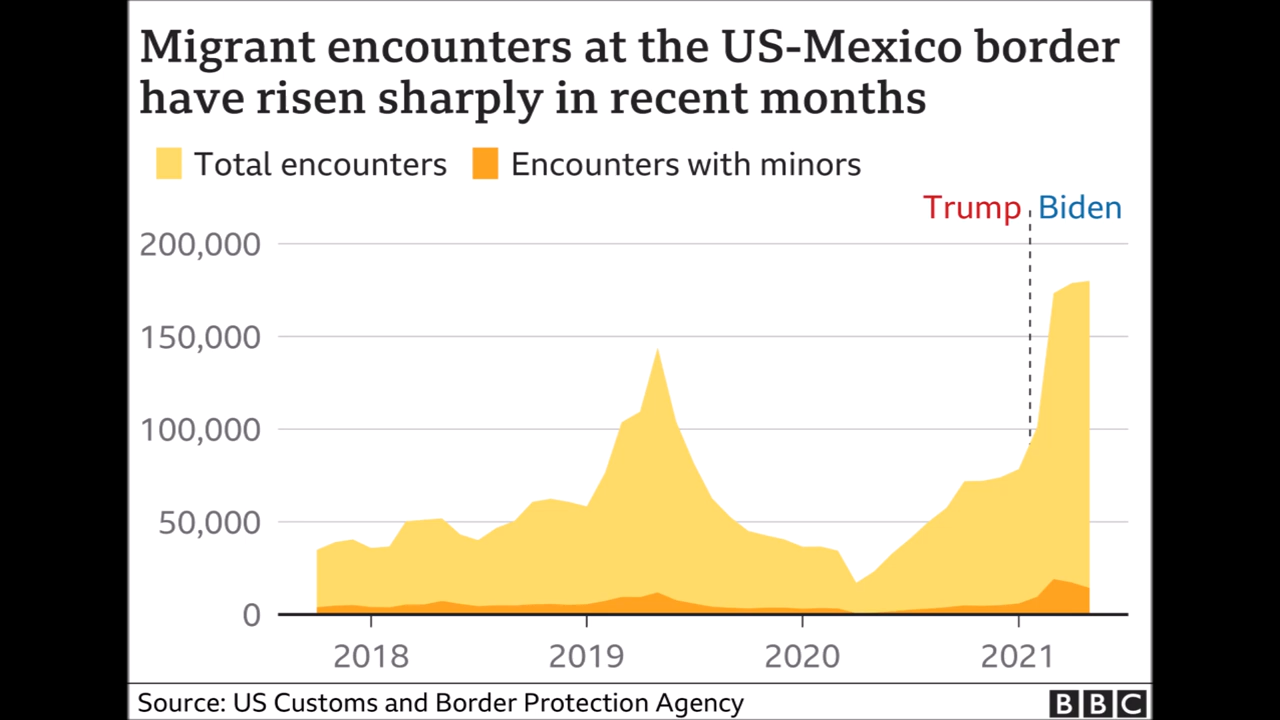 Migrant encounters at the US-Mexico border
have risen sharply in recent months
Total encounters Encounters with minors
Trump Biden
200,000
150,000
100,000
50,000
0
2018 2019 2020 2021
Source: US Customs and Border Protection Agency BBC